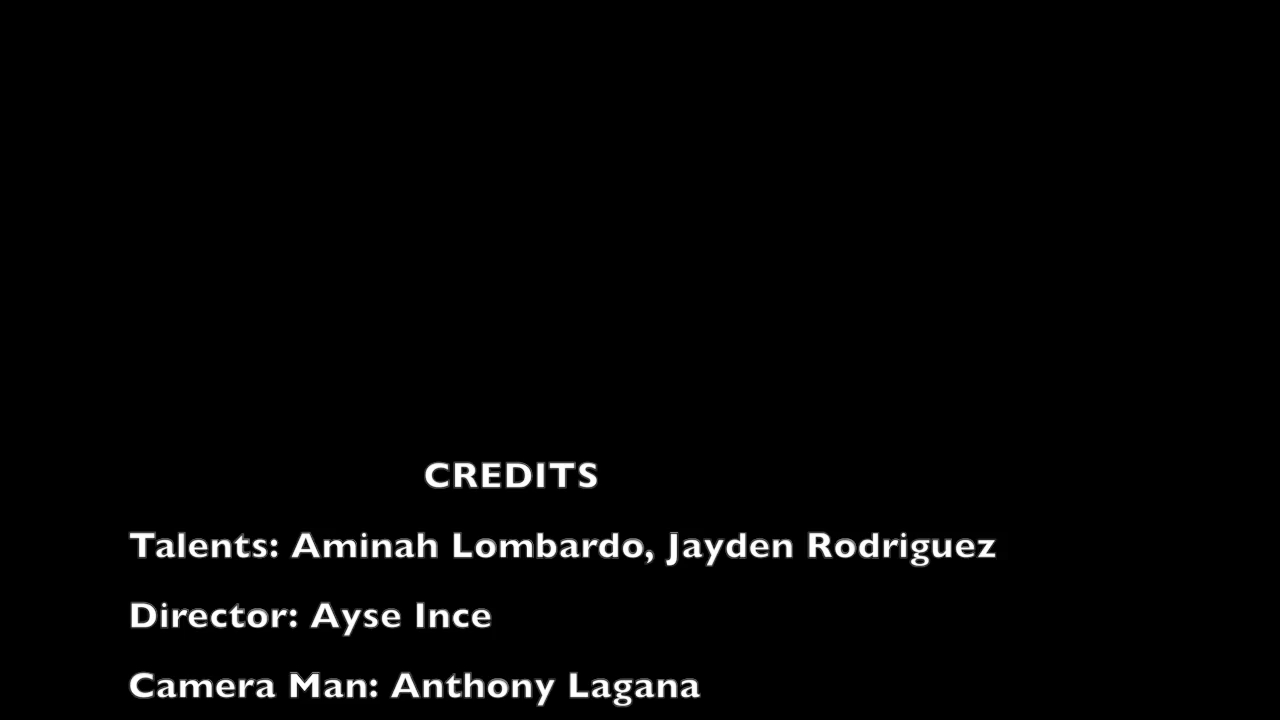 CREDITS
Talents: Aminah Lombardo, Jayden Rodriguez
Director: Ayse Ince
Camera Man: Anthony Lagana